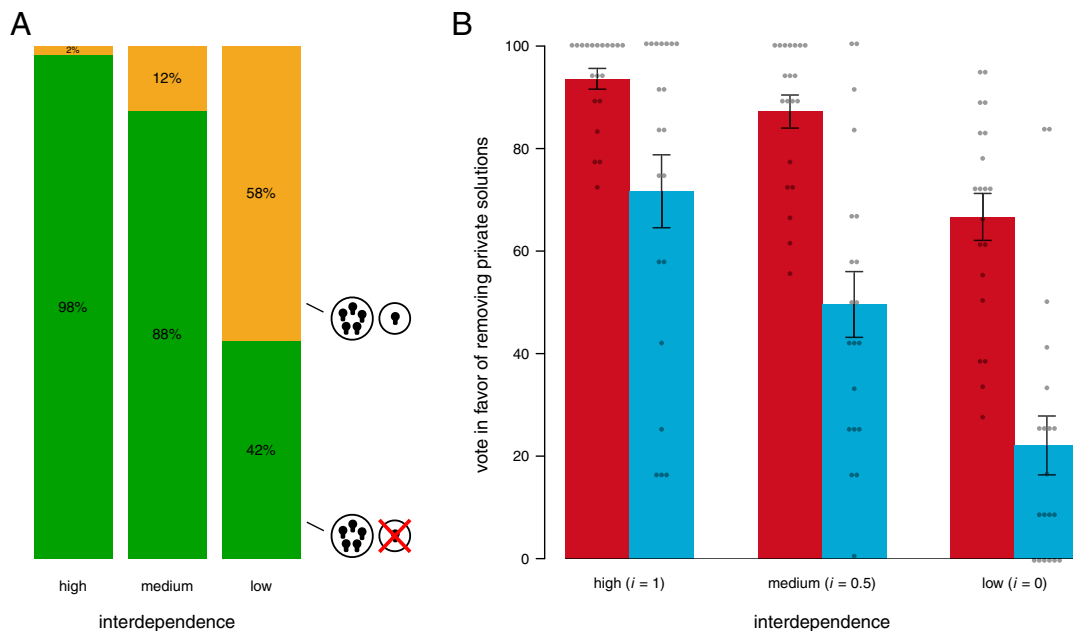 A
2%
12%
58%
98%
88%
42%
high
medium
low
interdependence
B
vote in favor of removing private solutions
100
80
60
40
20
0
high (i = 1)
medium (i = 0.5)
low (i = 0)
interdependence